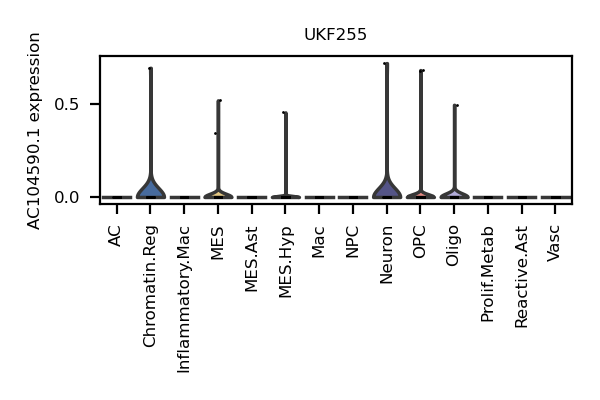 UKF255
AC104590.1 expression
0.5
0.0
AC
Chromatin.Reg
Inflammatory.Mac
MES
MES.Ast
MES.Hyp
Mac
NPC
Neuron
OPC
Oligo
Prolif.Metab
Reactive.Ast
Vasc